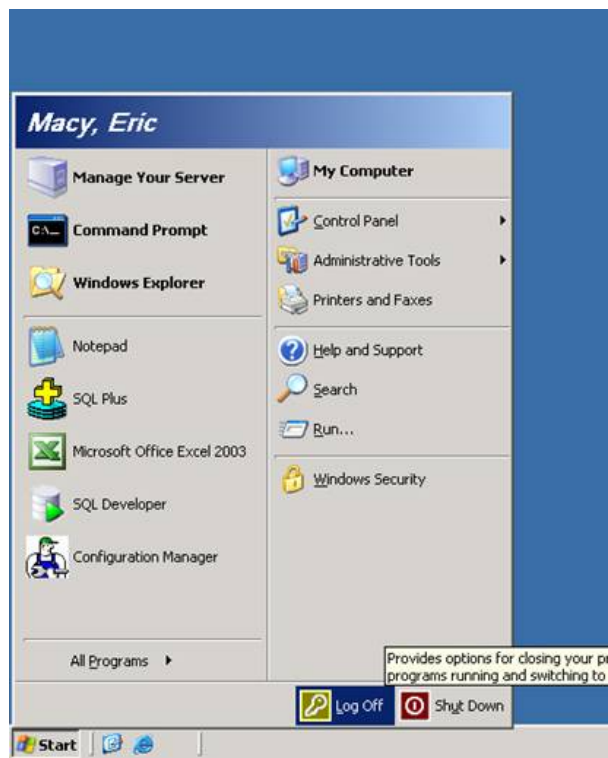 Macy, Eric
Manage Your Server
Command Prompt
Windows Explorer
Notepad
SQL Plus
Microsoft Office Excel 2003
SQL Developer
Configuration Manager
All Programs
My Computer
Control Panel
Administrative Tools
Printers and Faxes
Help and Support
Search
Run...
Windows Security
Provides options for closing your
programs running and switching to
Log Off
Shut Down
Start